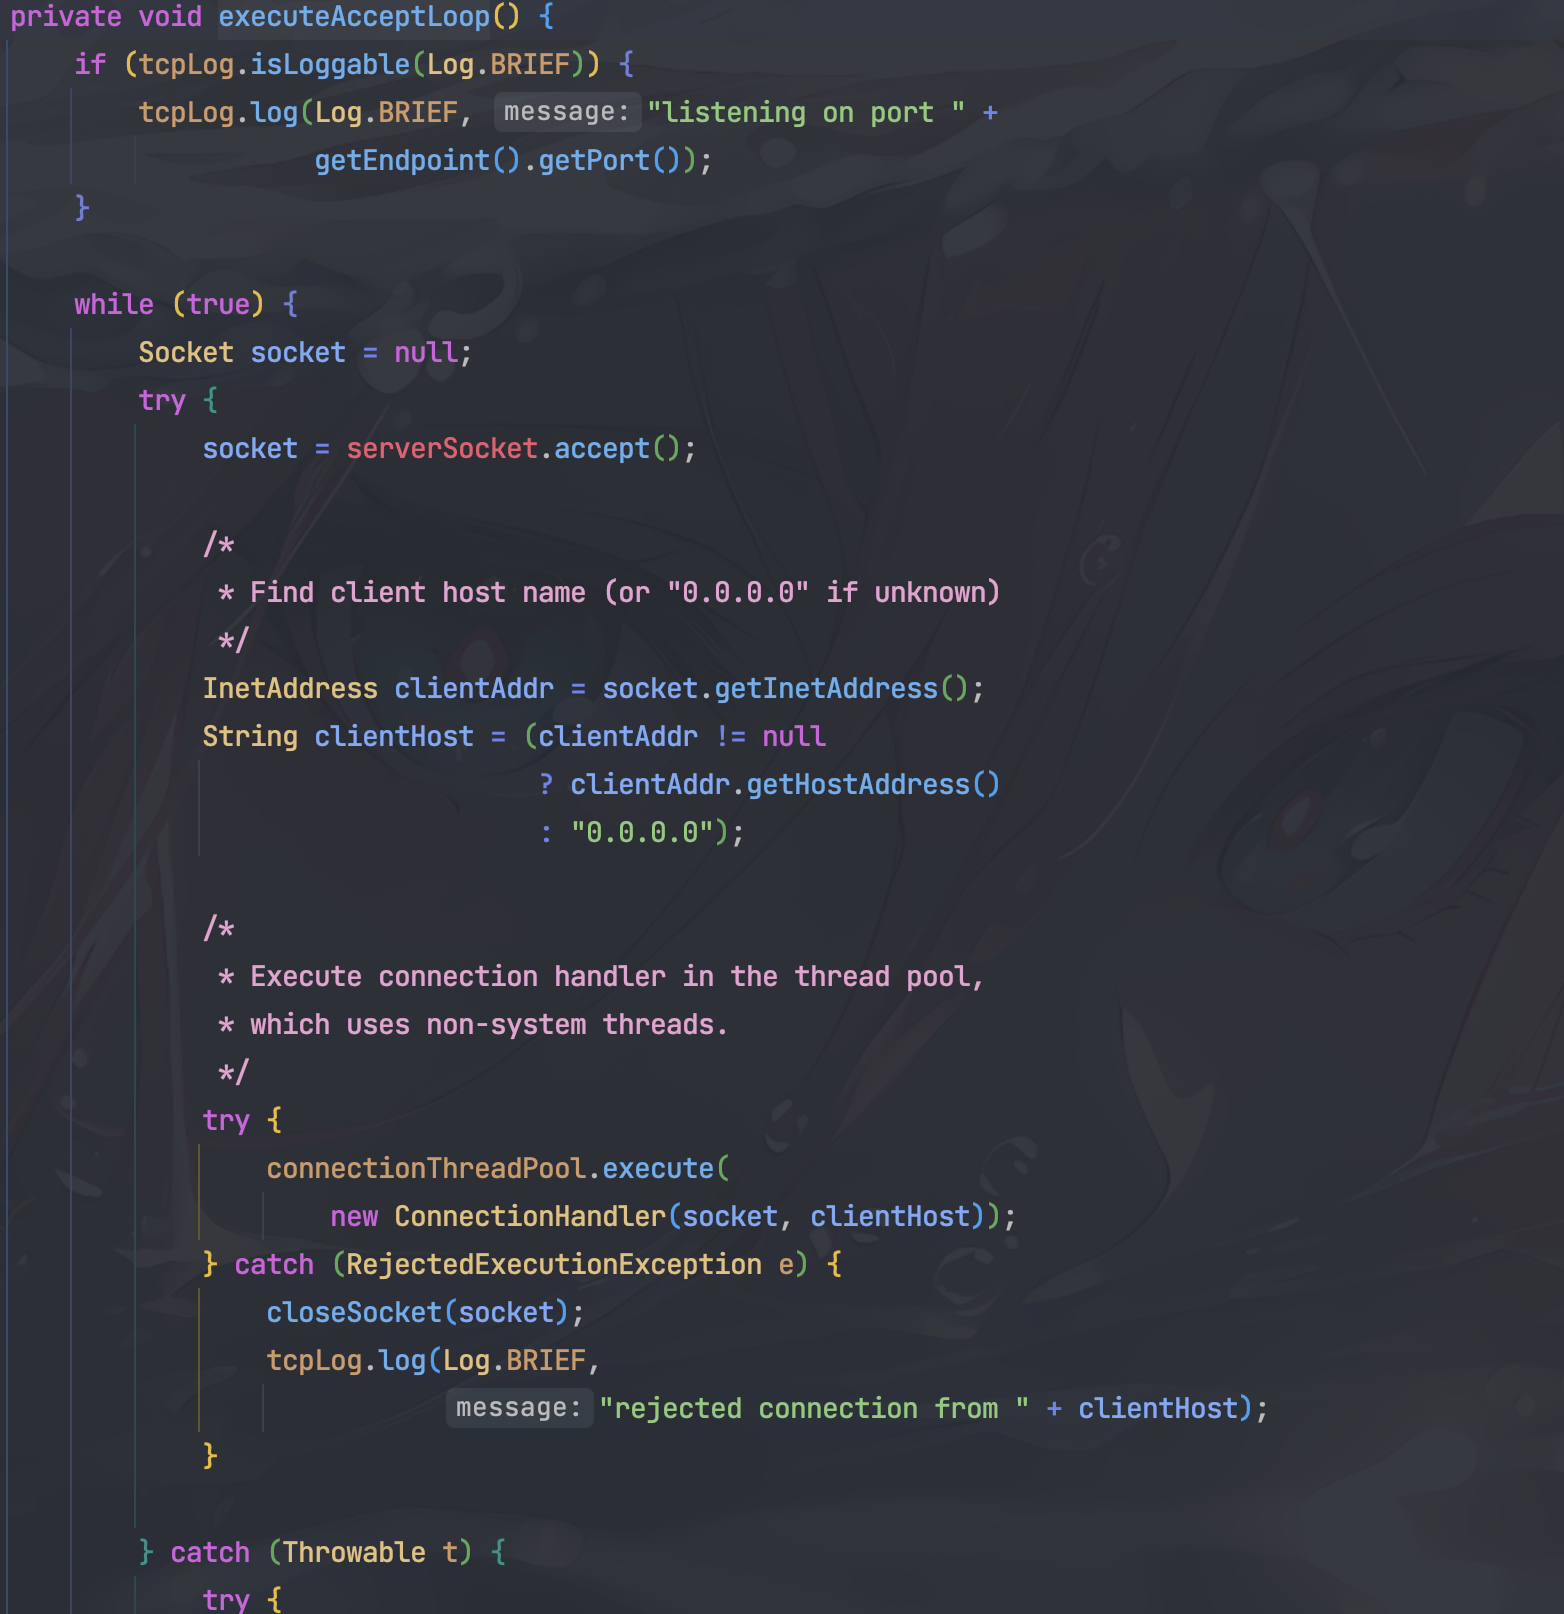 private void executeAcceptLoop() {
    if (tcpLog.isLoggable(Log.BRIEF)) {
        tcpLog.log(Log.BRIEF, message: "listening on port " +
                   getEndpoint().getPort());
    }

    while (true) {
        Socket socket = null;
        try {
            socket = serverSocket.accept();

            /*
             * Find client host name (or "0.0.0.0" if unknown)
             */
            InetAddress clientAddr = socket.getInetAddress();
            String clientHost = (clientAddr != null
                                 ? clientAddr.getHostAddress()
                                 : "0.0.0.0");

            /*
             * Execute connection handler in the thread pool,
             * which uses non-system threads.
             */
            try {
                connectionThreadPool.execute(
                    new ConnectionHandler(socket, clientHost));
            } catch (RejectedExecutionException e) {
                closeSocket(socket);
                tcpLog.log(Log.BRIEF,
                           message: "rejected connection from " + clientHost);
            }

        } catch (Throwable t) {
            try {